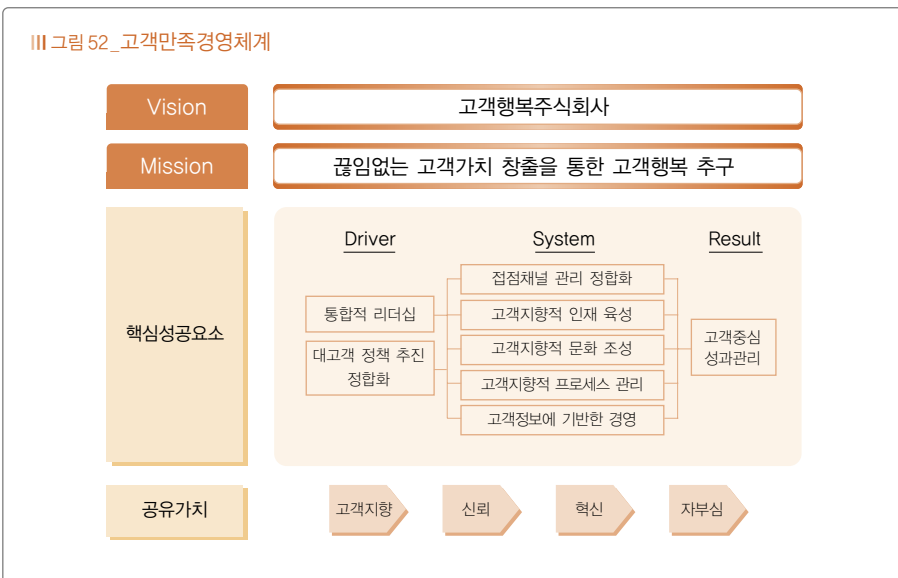 그림 52_고객만족경영체계
Vision
고객행복주식회사
Mission
끊임없는 고객가치 창출을 통한 고객행복 추구
핵심성공요소
Driver
System
Result
통합적 리더십
대고객 정책 추진
정합화
접점채널 관리 정합화
고객지향적 인재 육성
고객지향적 문화 조성
고객지향적 프로세스 관리
고객정보에 기반한 경영
고객중심
성과관리
공유가치
고객지향
신뢰
혁신
자부심